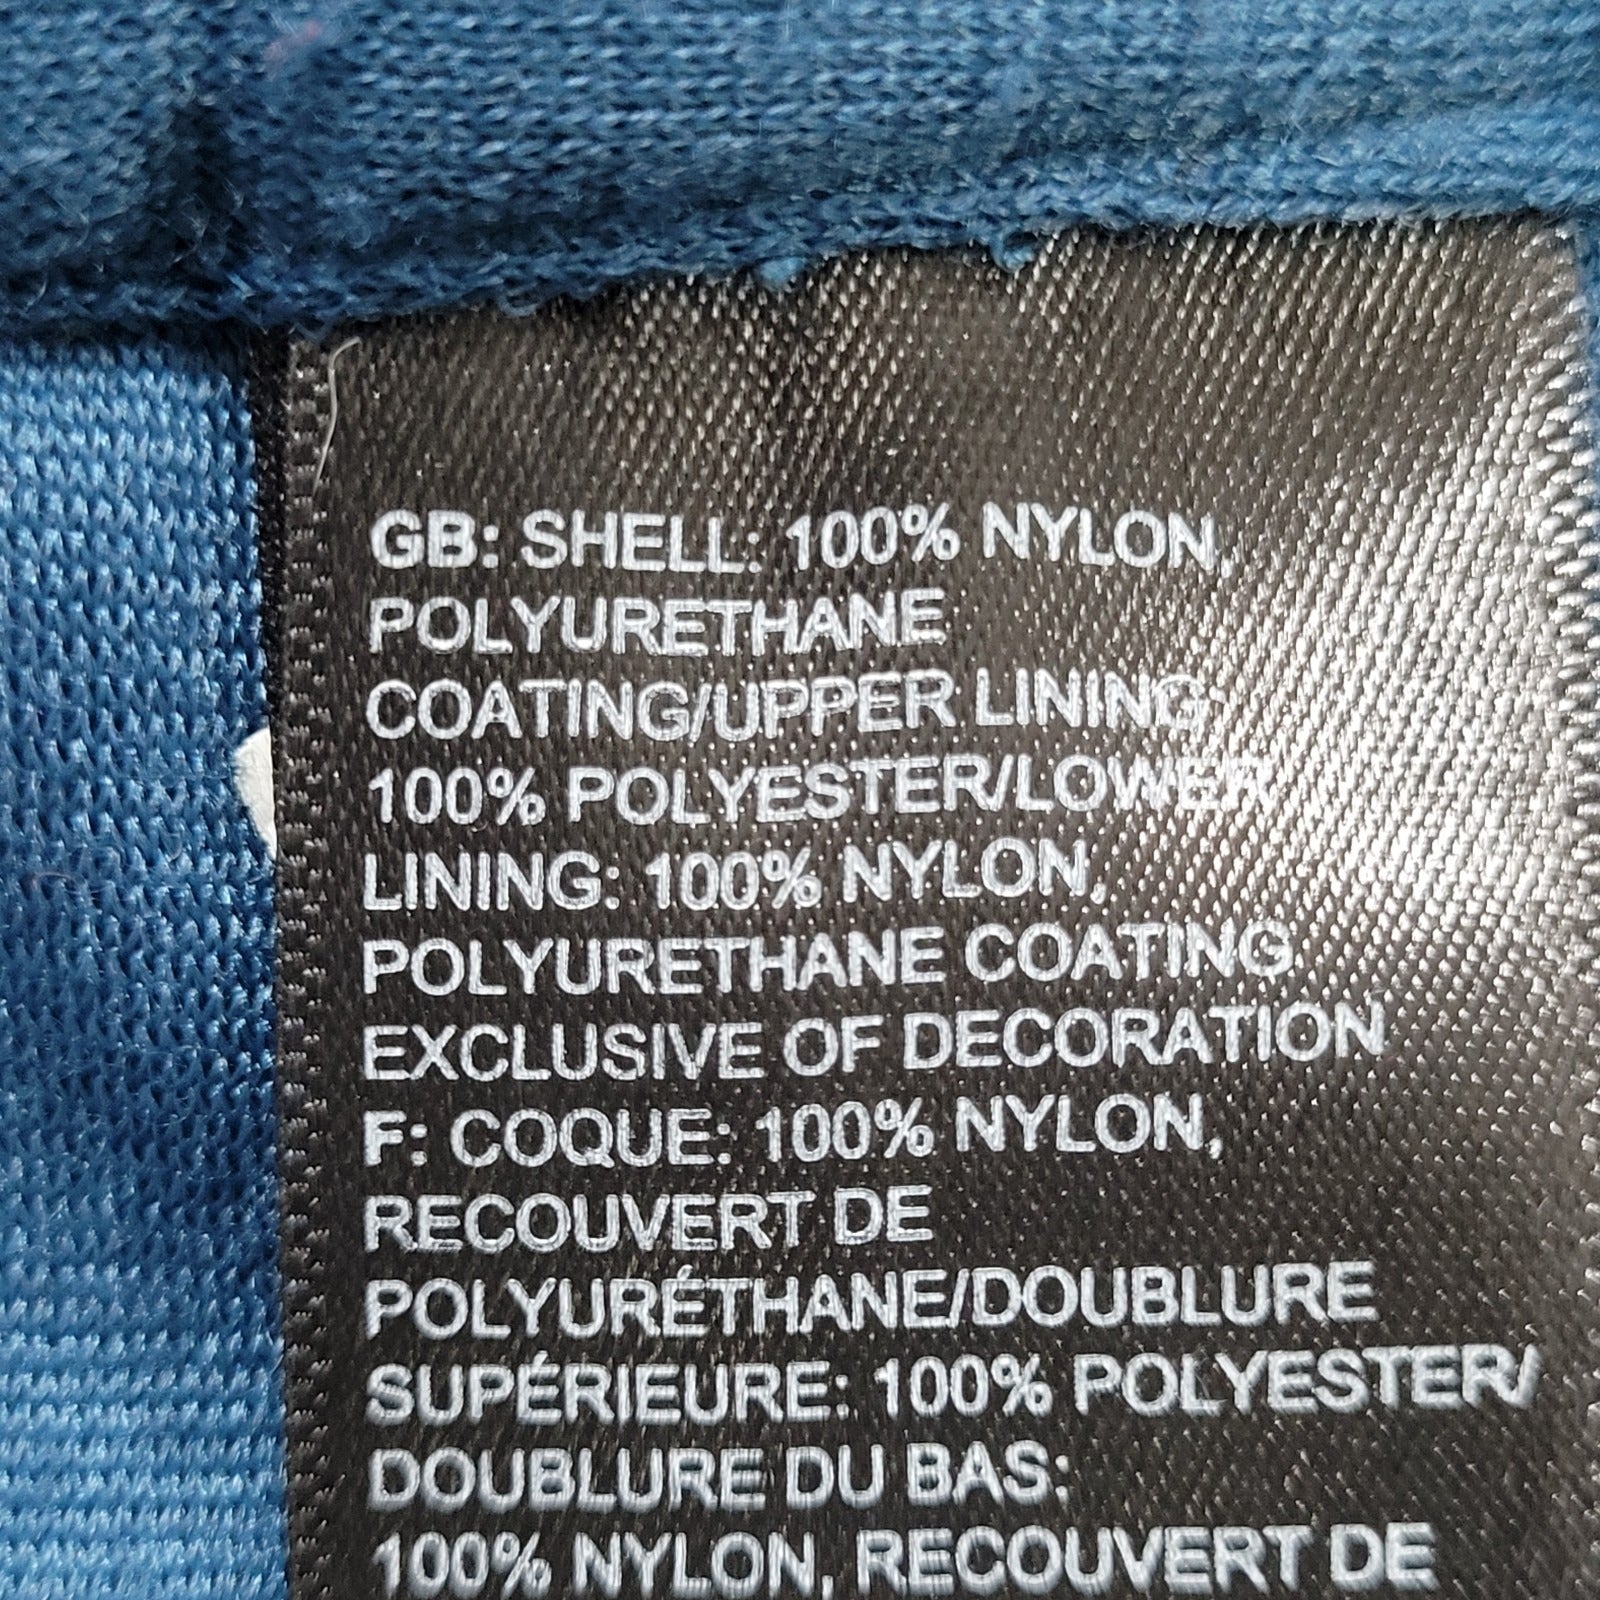 GB: SHELL: 100% NYLON,
POLYURETHANE
COATING/UPPER LINING:
100% POLYESTER/LOWER
LINING: 100% NYLON,
POLYURETHANE COATING
EXCLUSIVE OF DECORATION
F: COQUE: 100% NYLON,
RECOUVERT DE
POLYURÉTHANE/DOUBLURE
SUPÉRIEURE: 100% POLYESTER/
DOUBLURE DU BAS:
100% NYLON, RECOUVERT DE